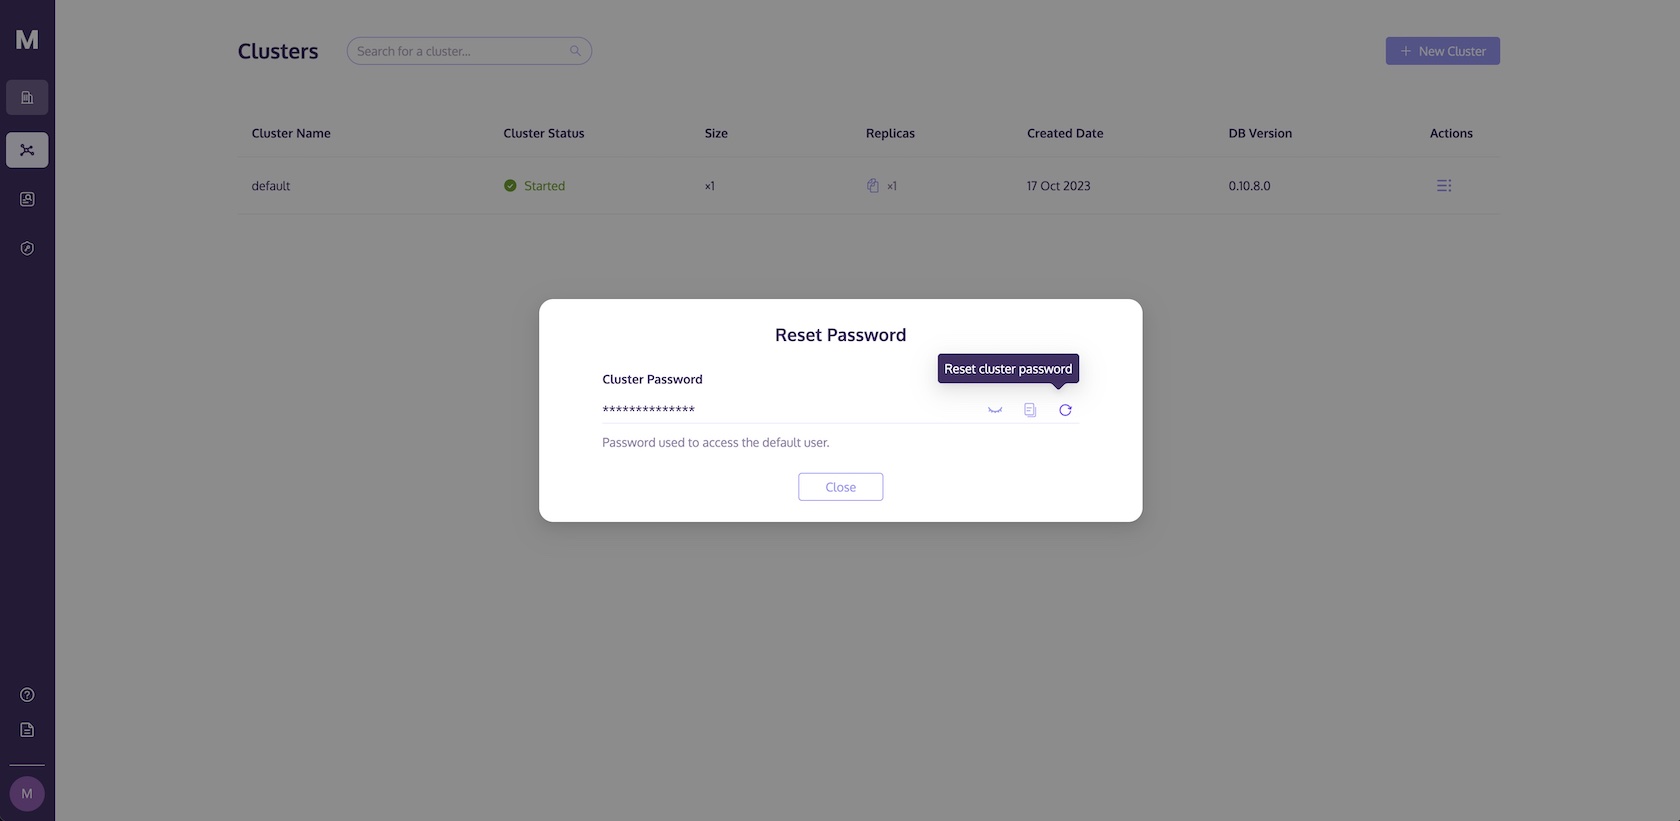 M
Clusters
Search for a cluster...
+ New Cluster
Cluster Name Cluster Status Size Replicas Created Date DB Version Actions
default Started ×1 ×1 17 Oct 2023 0.10.8.0
Reset Password
Reset cluster password
Cluster Password
**************
Password used to access the default user.
Close
M